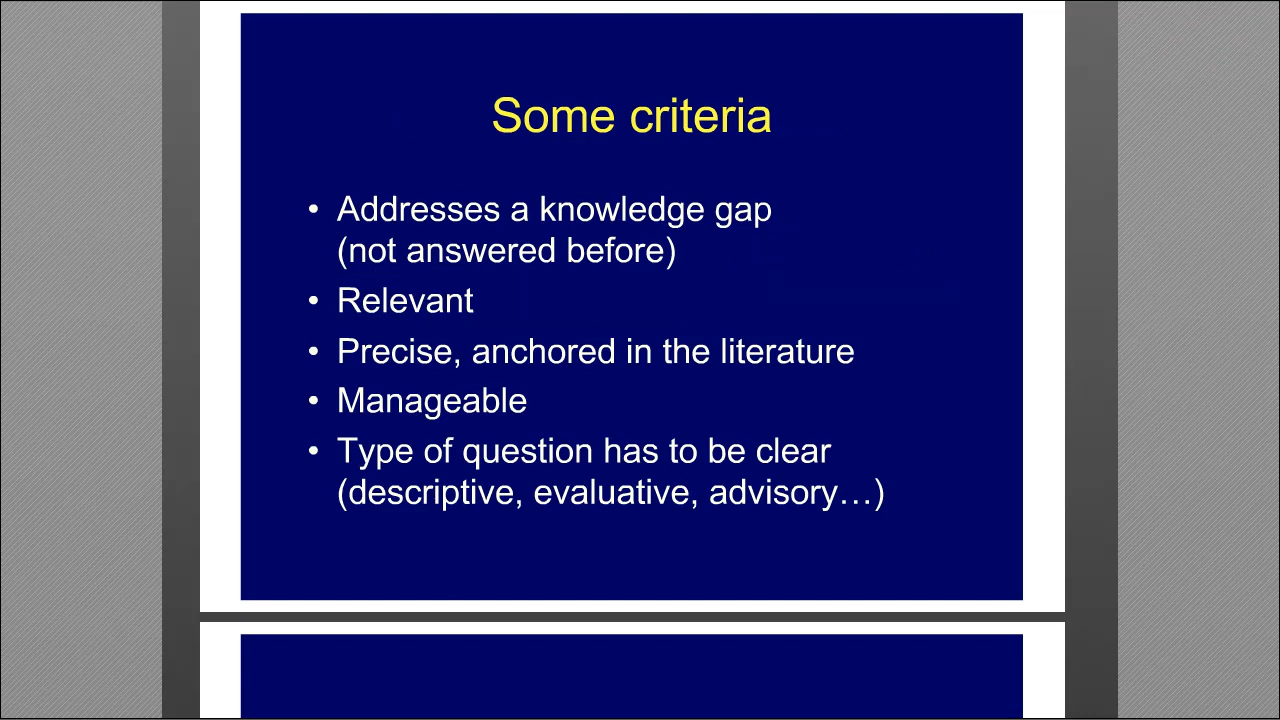 Some criteria
• Addresses a knowledge gap
(not answered before)
• Relevant
• Precise, anchored in the literature
• Manageable
• Type of question has to be clear
(descriptive, evaluative, advisory…)